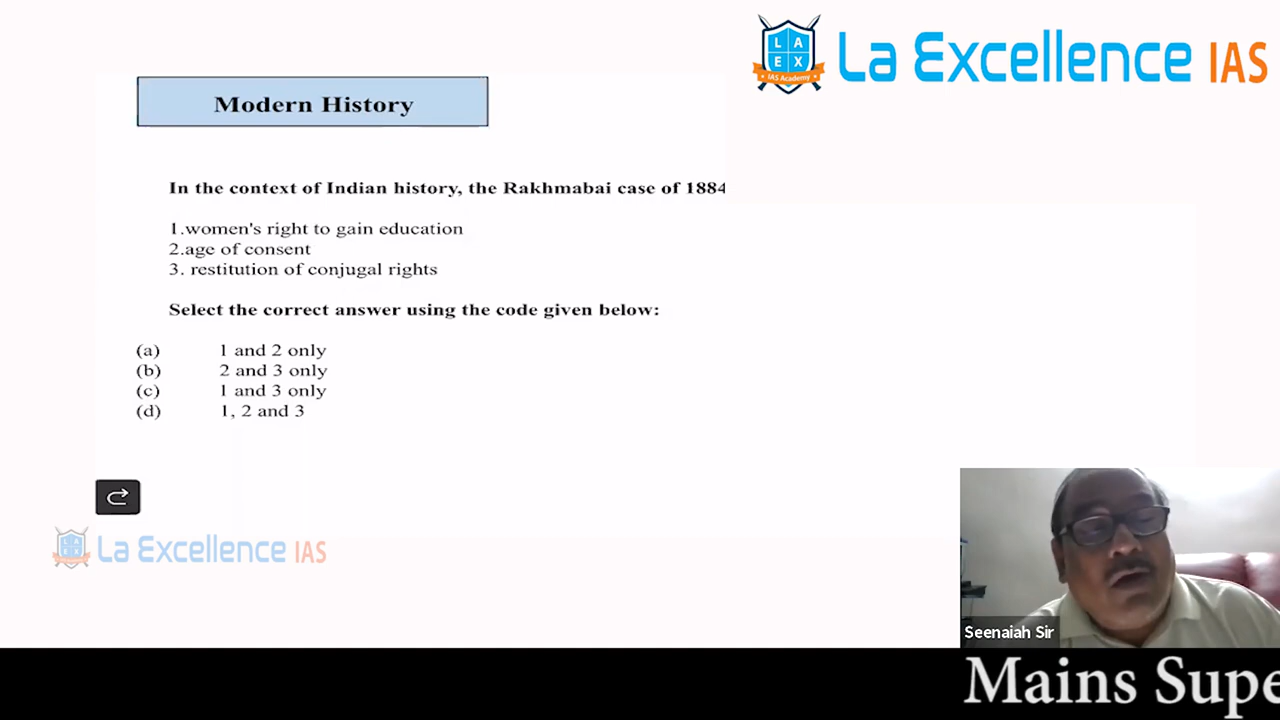 LA
EX
IAS Academy
La Excellence IAS
Modern History
In the context of Indian history, the Rakhmabai case of 1884
1.women's right to gain education
2.age of consent
3. restitution of conjugal rights
Select the correct answer using the code given below:
(a) 1 and 2 only
(b) 2 and 3 only
(c) 1 and 3 only
(d) 1, 2 and 3
La Excellence IAS
Seenaiah Sir
Mains Supe